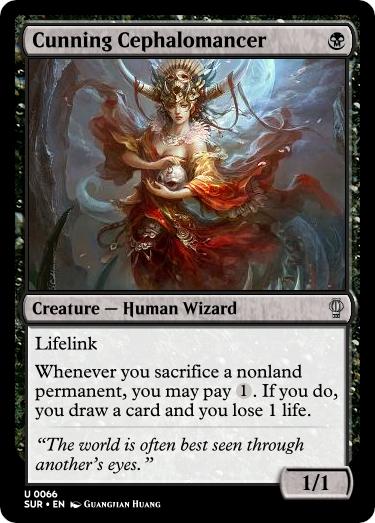 Cunning Cephalomancer
Creature — Human Wizard
Lifelink
Whenever you sacrifice a nonland
permanent, you may pay 1. If you do,
you draw a card and you lose 1 life.
“The world is often best seen through
another’s eyes.”
1/1
U 0066
SUR • EN Guangjian Huang